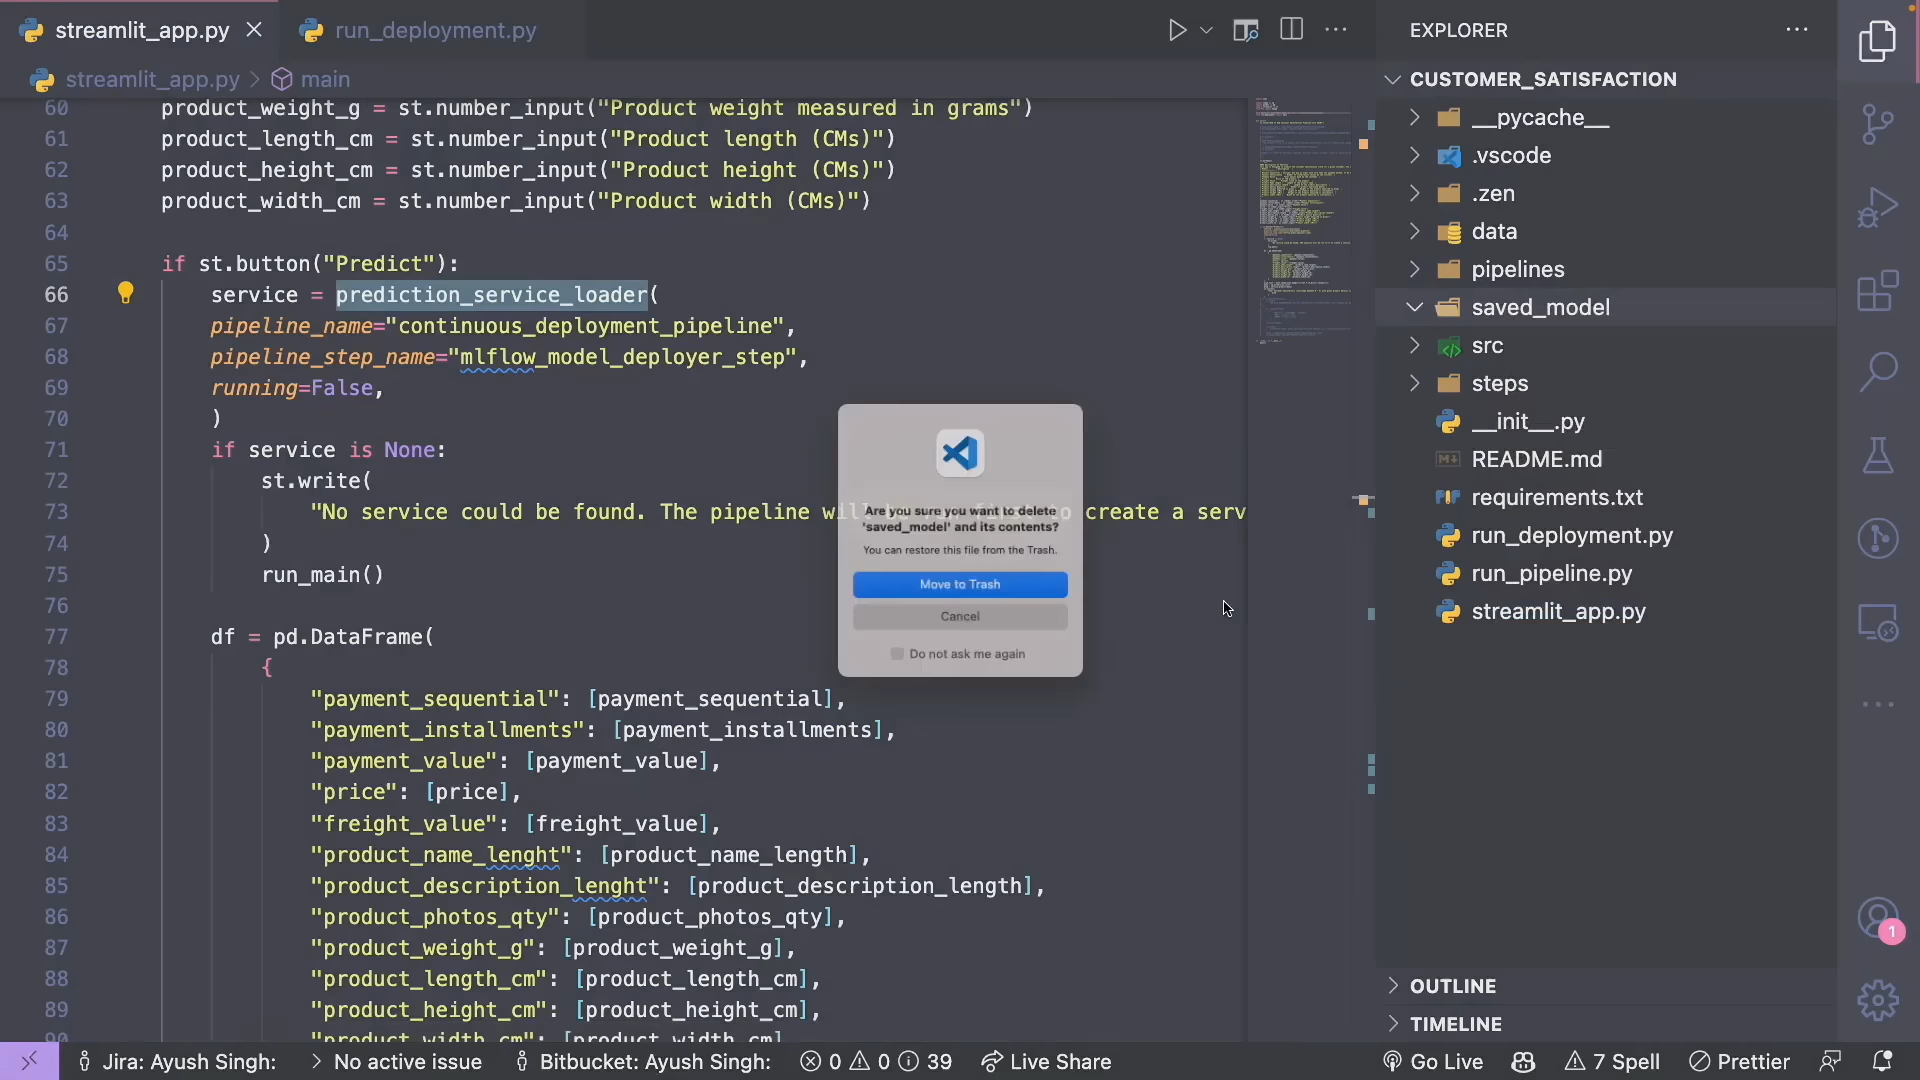 streamlit_app.py
run_deployment.py
EXPLORER
streamlit_app.py > main
CUSTOMER_SATISFACTION
60 product_weight_g = st.number_input("Product weight measured in grams")
61 product_length_cm = st.number_input("Product length (CMs)")
62 product_height_cm = st.number_input("Product height (CMs)")
63 product_width_cm = st.number_input("Product width (CMs)")
64
65 if st.button("Predict"):
66 service = prediction_service_loader(
67 pipeline_name="continuous_deployment_pipeline",
68 pipeline_step_name="mlflow_model_deployer_step",
69 running=False,
70 )
71 if service is None:
72 st.write(
73 "No service could be found. The pipeline will be run first to create a serv
74 )
75 run_main()
76
77 df = pd.DataFrame(
78 {
79 "payment_sequential": [payment_sequential],
80 "payment_installments": [payment_installments],
81 "payment_value": [payment_value],
82 "price": [price],
83 "freight_value": [freight_value],
84 "product_name_lenght": [product_name_length],
85 "product_description_lenght": [product_description_length],
86 "product_photos_qty": [product_photos_qty],
87 "product_weight_g": [product_weight_g],
88 "product_length_cm": [product_length_cm],
89 "product_height_cm": [product_height_cm],
90 "product_width_cm": [product_width_cm]
Are you sure you want to delete
'saved_model' and its contents?
You can restore this file from the Trash.
Move to Trash
Cancel
Do not ask me again
__pycache__
.vscode
.zen
data
pipelines
saved_model
src
steps
__init__.py
README.md
requirements.txt
run_deployment.py
run_pipeline.py
streamlit_app.py
OUTLINE
TIMELINE
1
Jira: Ayush Singh: > No active issue Bitbucket: Ayush Singh: 0 0 39 Live Share Go Live 7 Spell Prettier